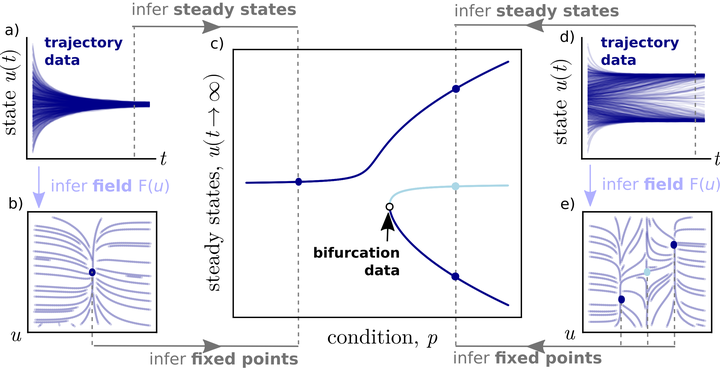 infer steady states
infer steady states
a)
trajectory
data
state u(t)
t
c)
steady states, u(t → ∞)
d)
trajectory
data
state u(t)
t
infer field F(u)
infer field F(u)
b)
u
bifurcation
data
e)
u
condition, p
infer fixed points
infer fixed points